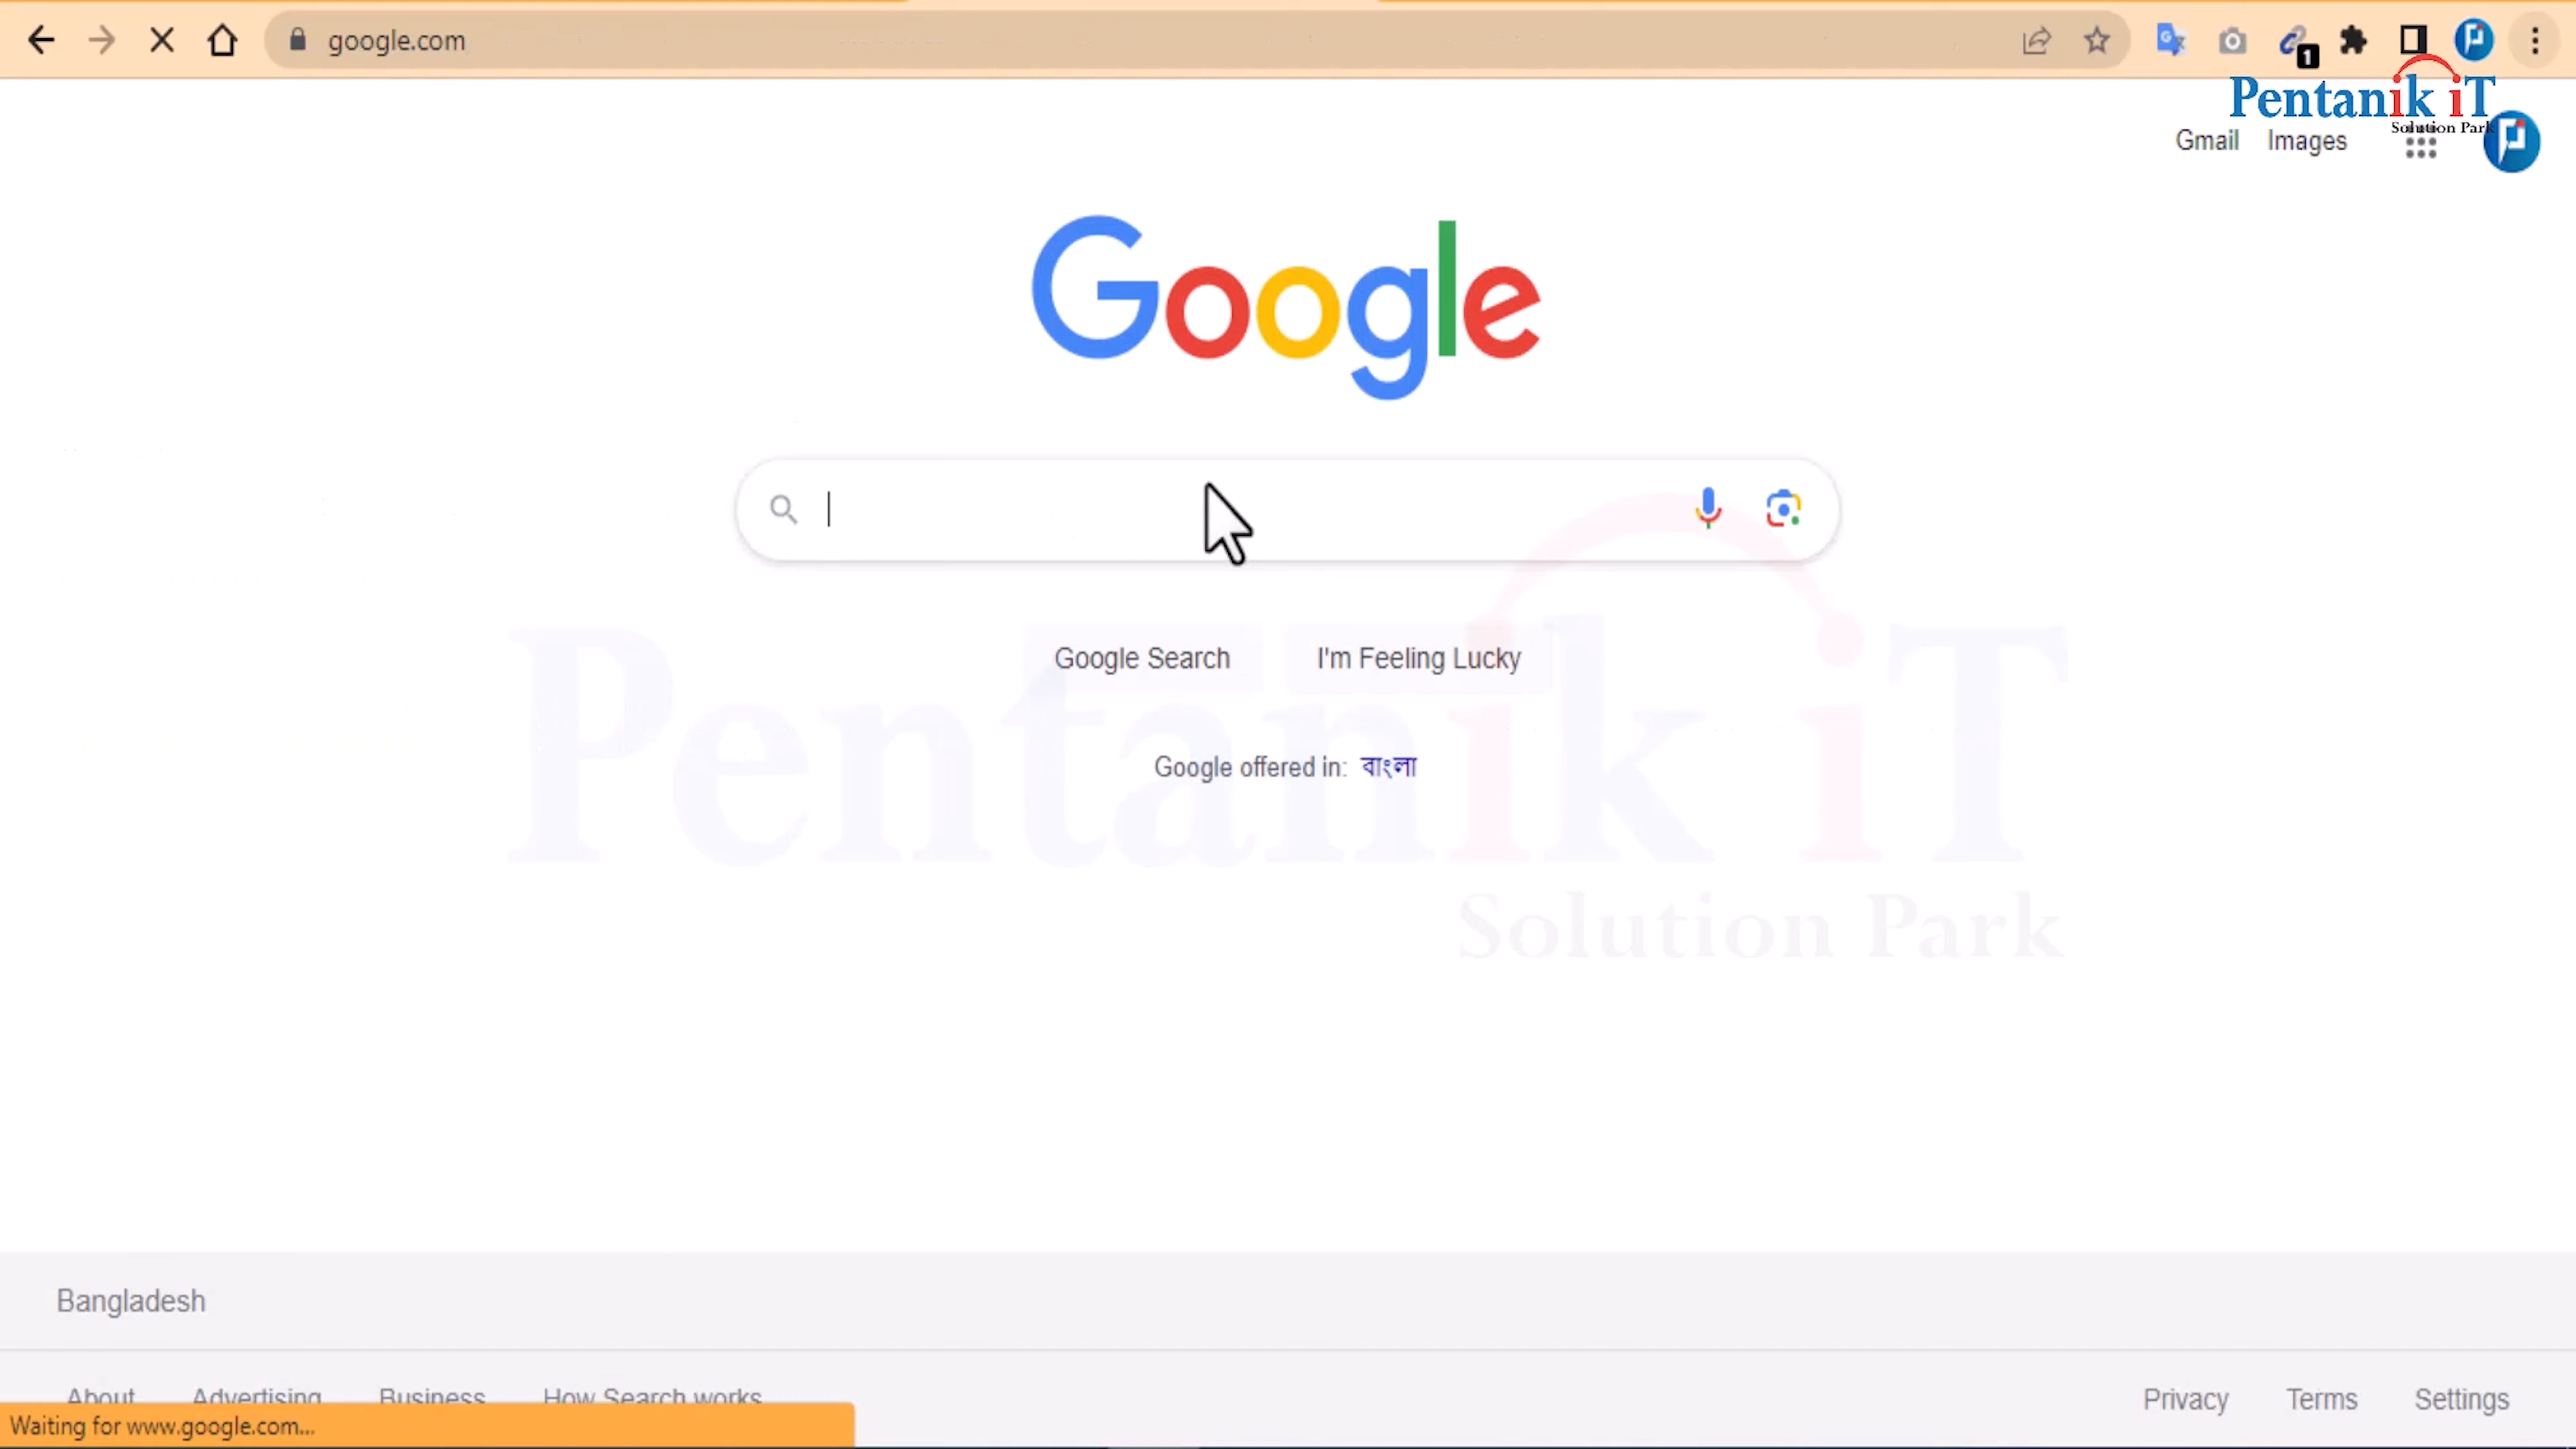 google.com
1
Pentanik iT
Solution Park
Gmail Images
Google
Google Search I'm Feeling Lucky
Google offered in: বাংলা
Pentanik iT
Solution Park
Bangladesh
About Advertising Business How Search works
Privacy Terms Settings
Waiting for www.google.com...